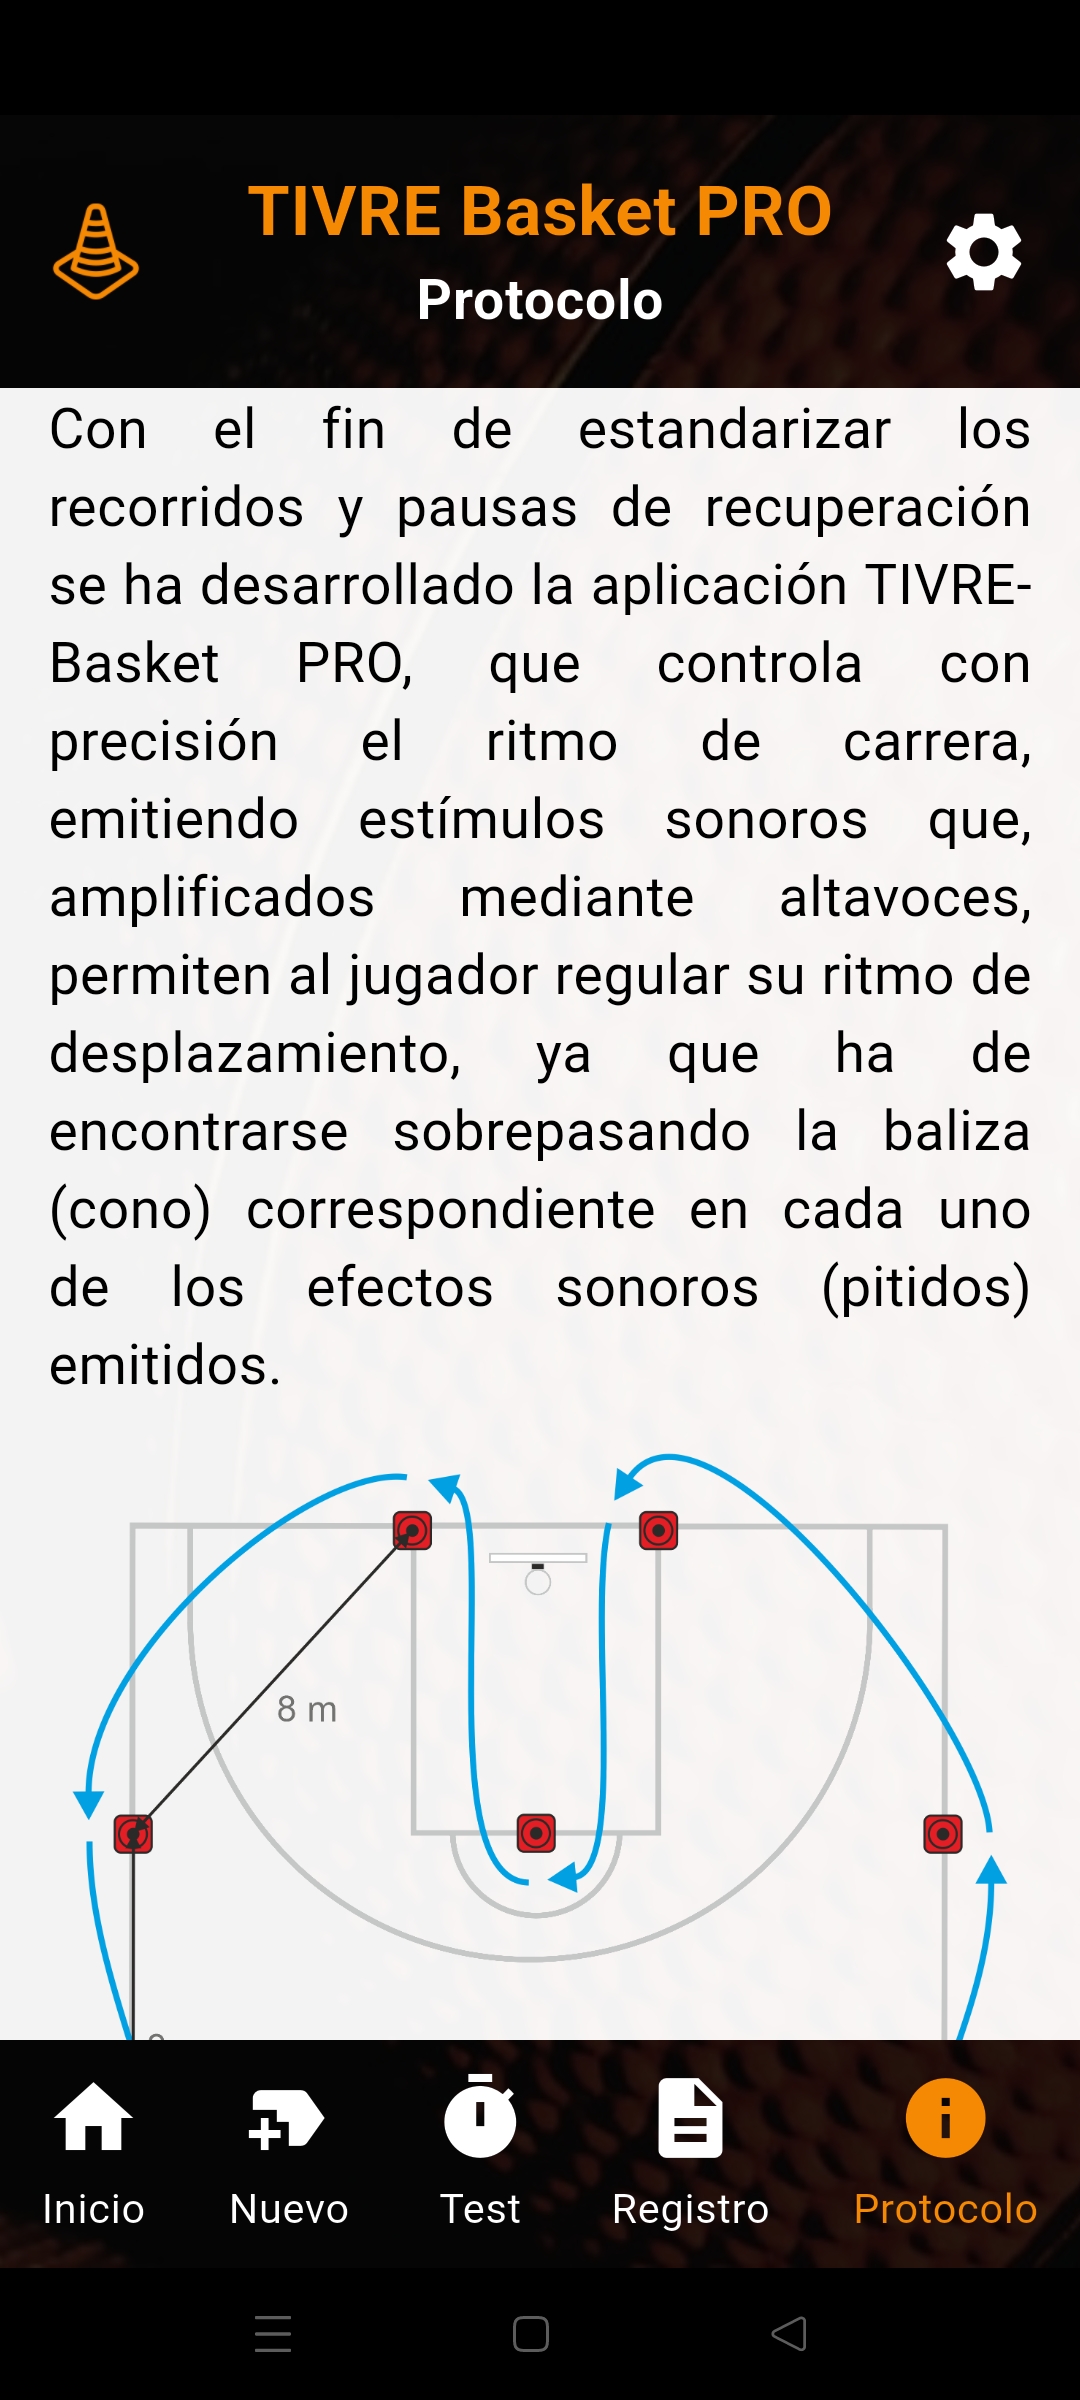 TIVRE Basket PRO
Protocolo
Con el fin de estandarizar los
recorridos y pausas de recuperación
se ha desarrollado la aplicación TIVRE-
Basket PRO, que controla con
precisión el ritmo de carrera,
emitiendo estímulos sonoros que,
amplificados mediante altavoces,
permiten al jugador regular su ritmo de
desplazamiento, ya que ha de
encontrarse sobrepasando la baliza
(cono) correspondiente en cada uno
de los efectos sonoros (pitidos)
emitidos.
8 m
Inicio
Nuevo
Test
Registro
Protocolo